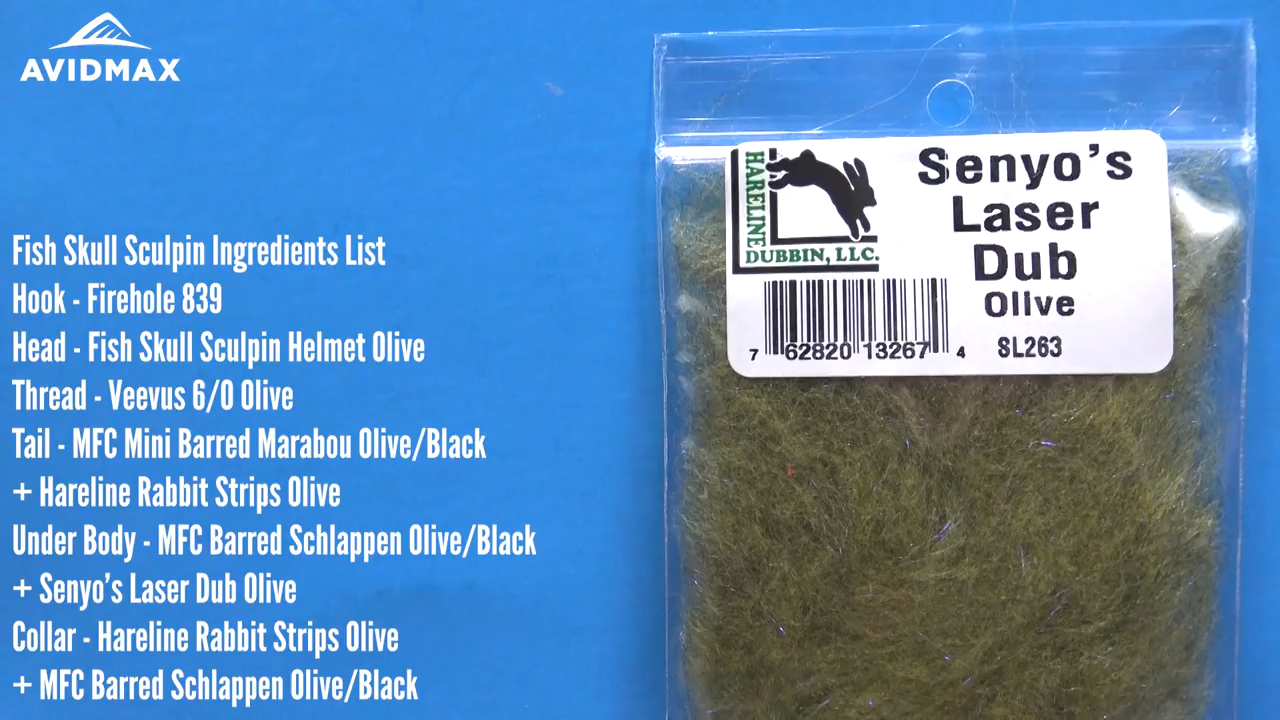 AVIDMAX
Fish Skull Sculpin Ingredients List
Hook - Firehole 839
Head - Fish Skull Sculpin Helmet Olive
Thread - Veevus 6/0 Olive
Tail - MFC Mini Barred Marabou Olive/Black
+ Hareline Rabbit Strips Olive
Under Body - MFC Barred Schlappen Olive/Black
+ Senyo's Laser Dub Olive
Collar - Hareline Rabbit Strips Olive
+ MFC Barred Schlappen Olive/Black
HARELINE
DUBBIN, LLC.
Senyo's
Laser
Dub
Olive
SL263
7 62820 13267 4